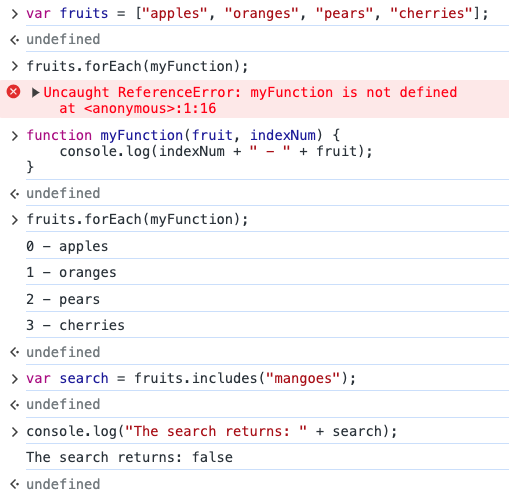 var fruits = ["apples", "oranges", "pears", "cherries"];
undefined
fruits.forEach(myFunction);
Uncaught ReferenceError: myFunction is not defined
at <anonymous>:1:16
function myFunction(fruit, indexNum) {
console.log(indexNum + " - " + fruit);
}
undefined
fruits.forEach(myFunction);
0 - apples
1 - oranges
2 - pears
3 - cherries
undefined
var search = fruits.includes("mangoes");
undefined
console.log("The search returns: " + search);
The search returns: false
undefined